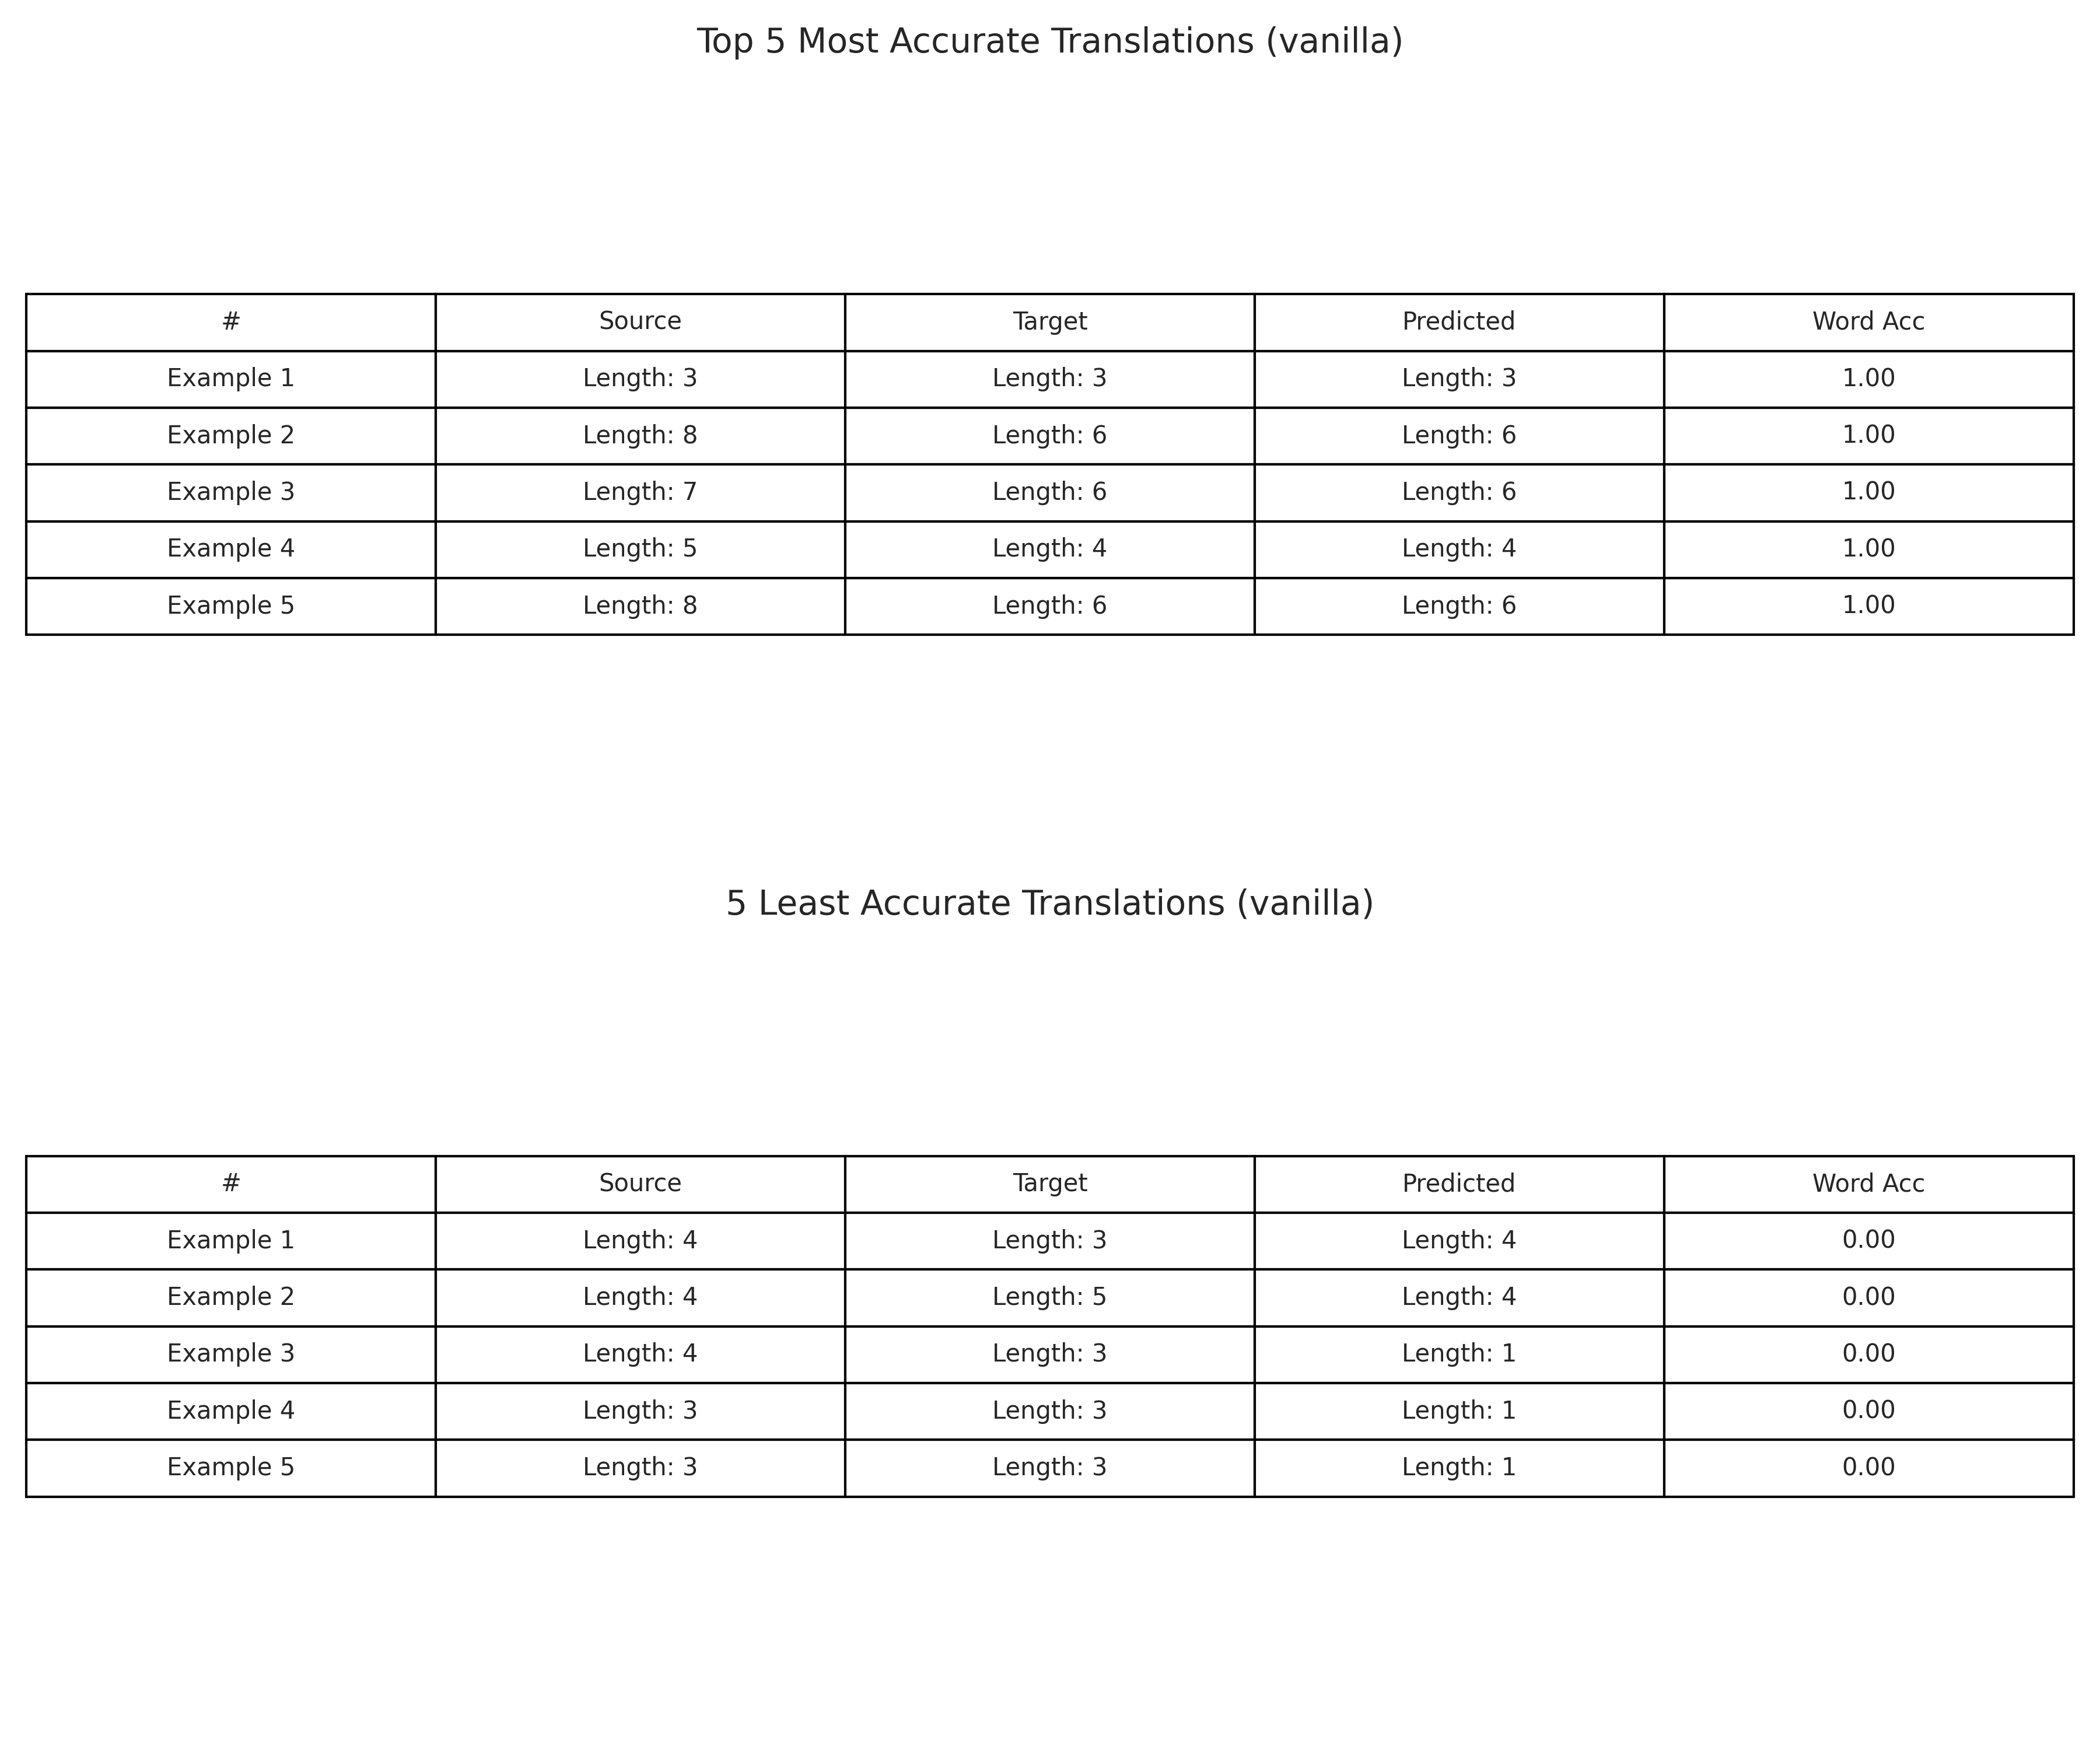 Top 5 Most Accurate Translations (vanilla)
# Source Target Predicted Word Acc
Example 1 Length: 3 Length: 3 Length: 3 1.00
Example 2 Length: 8 Length: 6 Length: 6 1.00
Example 3 Length: 7 Length: 6 Length: 6 1.00
Example 4 Length: 5 Length: 4 Length: 4 1.00
Example 5 Length: 8 Length: 6 Length: 6 1.00
5 Least Accurate Translations (vanilla)
# Source Target Predicted Word Acc
Example 1 Length: 4 Length: 3 Length: 4 0.00
Example 2 Length: 4 Length: 5 Length: 4 0.00
Example 3 Length: 4 Length: 3 Length: 1 0.00
Example 4 Length: 3 Length: 3 Length: 1 0.00
Example 5 Length: 3 Length: 3 Length: 1 0.00